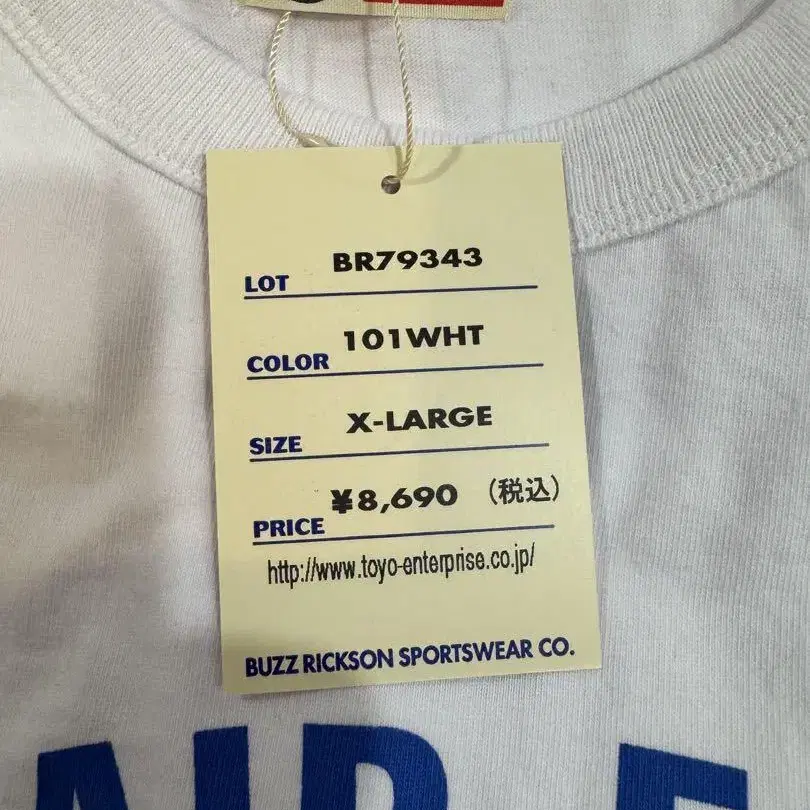 LOT BR79343
COLOR 101WHT
SIZE X-LARGE
PRICE ¥8,690 (税込)
http://www.toyo-enterprise.co.jp/
BUZZ RICKSON SPORTSWEAR CO.
AIR F